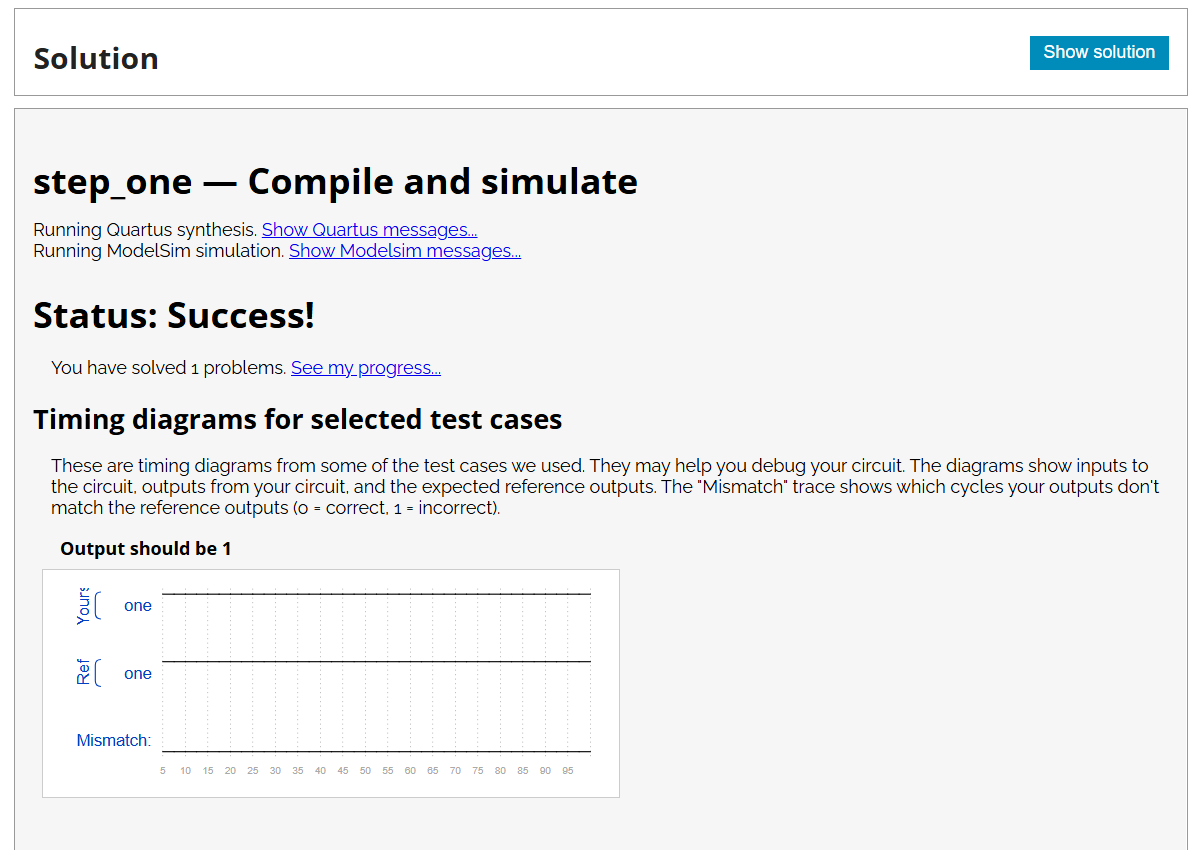 Solution
Show solution
step_one — Compile and simulate
Running Quartus synthesis. Show Quartus messages...
Running ModelSim simulation. Show Modelsim messages...
Status: Success!
You have solved 1 problems. See my progress...
Timing diagrams for selected test cases
These are timing diagrams from some of the test cases we used. They may help you debug your circuit. The diagrams show inputs to
the circuit, outputs from your circuit, and the expected reference outputs. The "Mismatch" trace shows which cycles your outputs don't
match the reference outputs (0 = correct, 1 = incorrect).
Output should be 1
Yours one
Ref one
Mismatch:
5 10 15 20 25 30 35 40 45 50 55 60 65 70 75 80 85 90 95